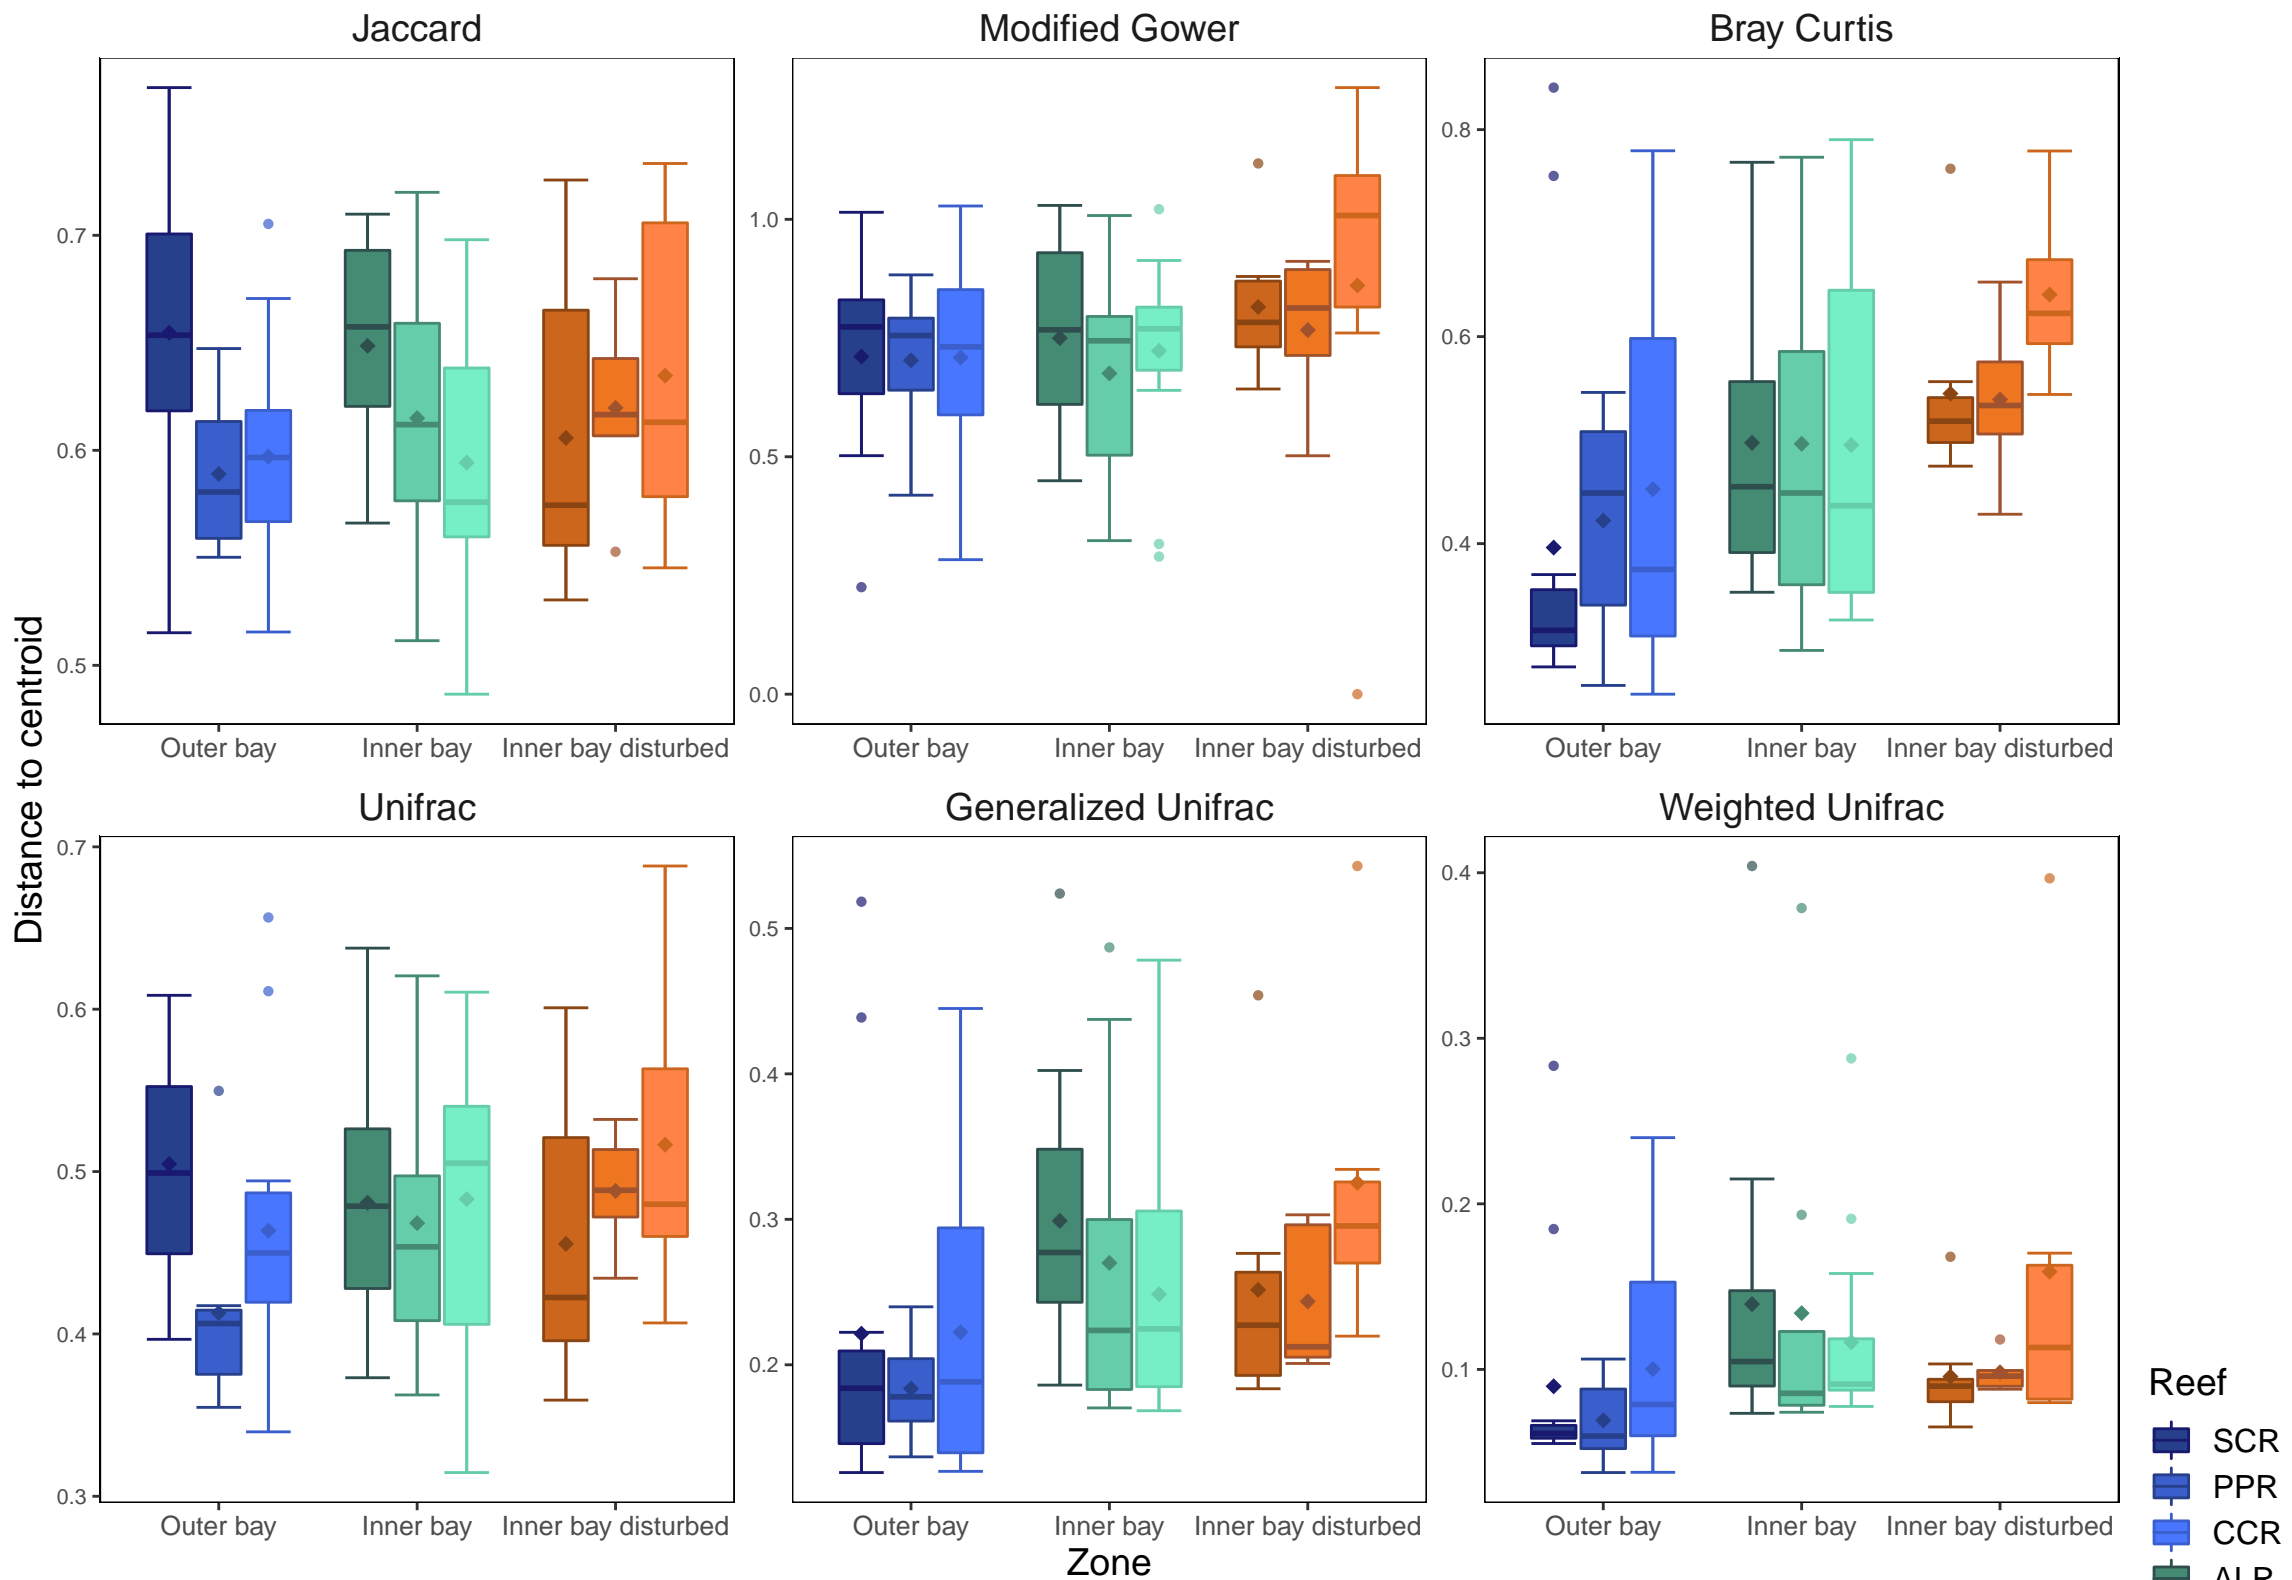 Jaccard
Modified Gower
Bray Curtis
0.7
0.6
0.5
1.0
0.5
0.0
0.8
0.6
0.4
Outer bay
Inner bay
Inner bay disturbed
Outer bay
Inner bay
Inner bay disturbed
Outer bay
Inner bay
Inner bay disturbed
Distance to centroid
Unifrac
Generalized Unifrac
Weighted Unifrac
0.7
0.6
0.5
0.4
0.3
0.5
0.4
0.3
0.2
0.4
0.3
0.2
0.1
Outer bay
Inner bay
Inner bay disturbed
Outer bay
Inner bay
Inner bay disturbed
Outer bay
Inner bay
Inner bay disturbed
Zone
Reef
SCR
PPR
CCR